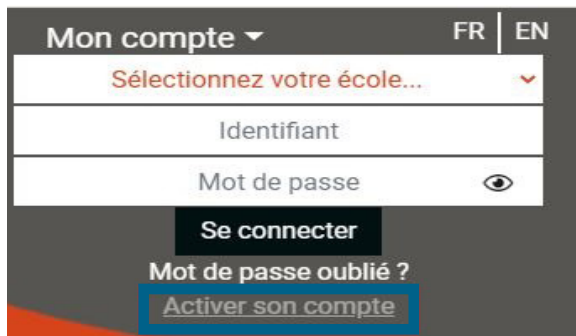 Mon compte FR | EN
Sélectionnez votre école...
Identifiant
Mot de passe
Se connecter
Mot de passe oublié ?
Activer son compte